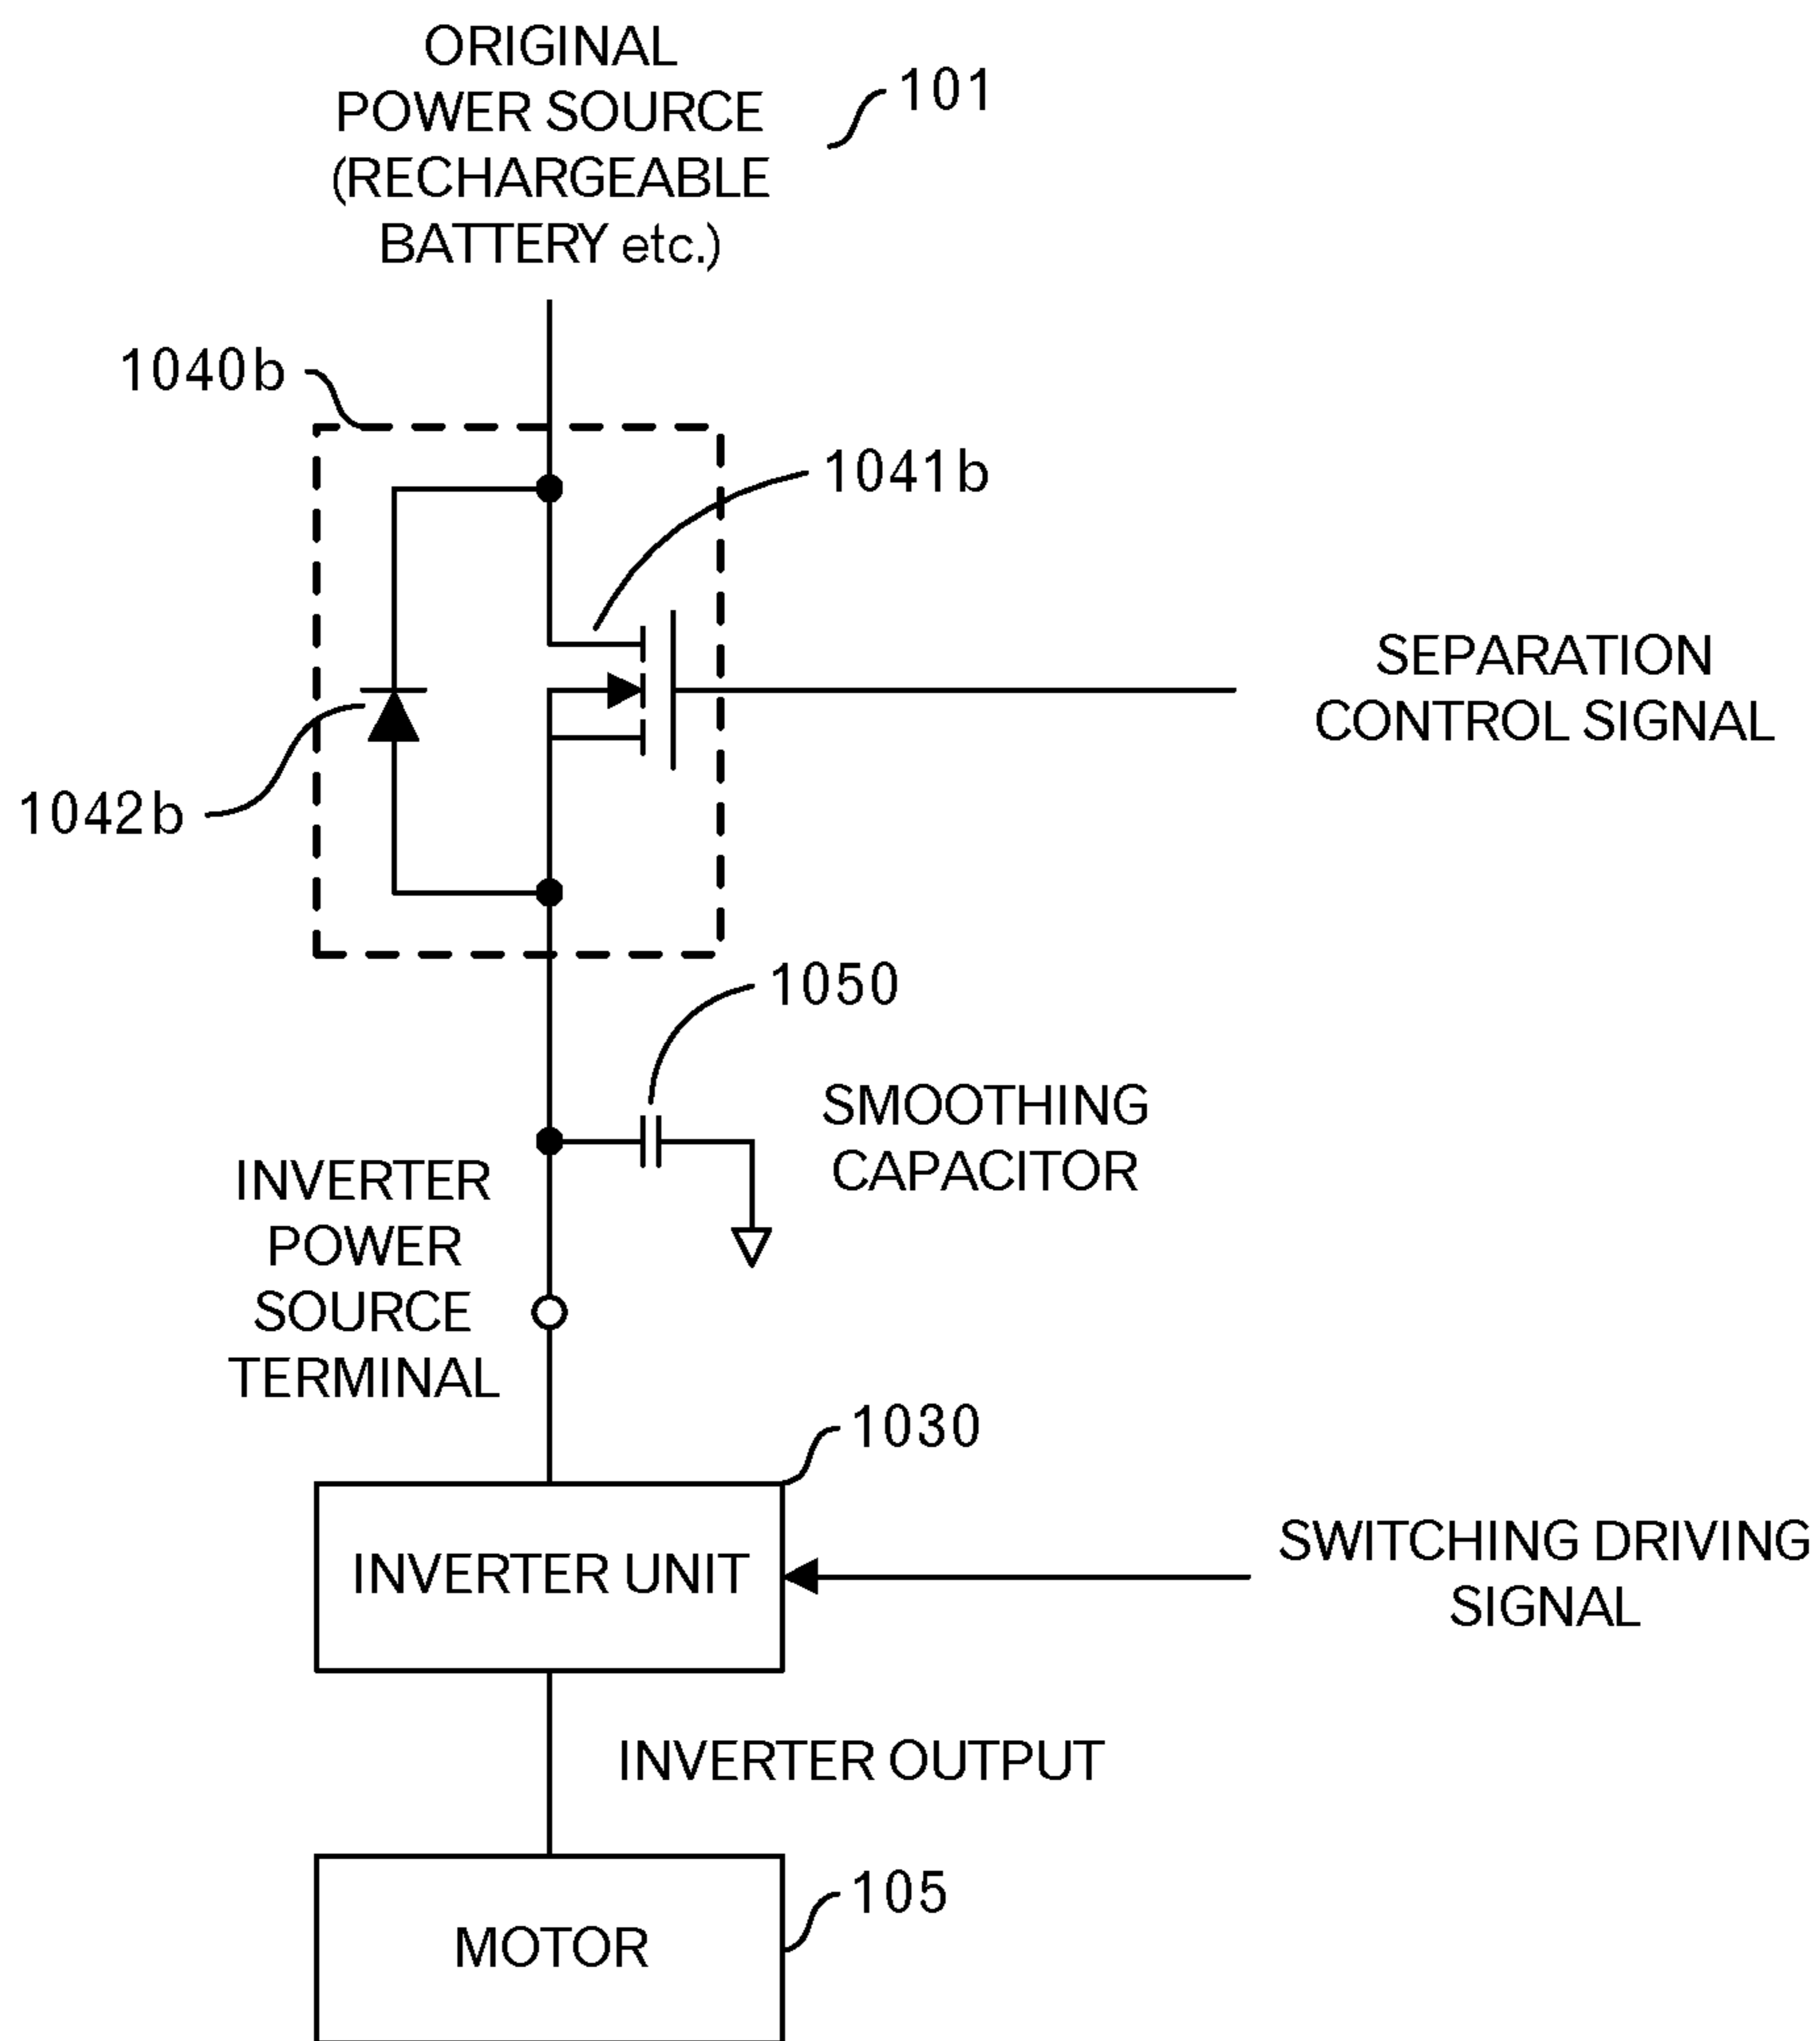 ORIGINAL
POWER SOURCE
(RECHARGEABLE
BATTERY etc.)
101
1040b
1041b
SEPARATION
CONTROL SIGNAL
1042b
1050
SMOOTHING
CAPACITOR
INVERTER
POWER
SOURCE
TERMINAL
1030
INVERTER UNIT
SWITCHING DRIVING
SIGNAL
INVERTER OUTPUT
105
MOTOR